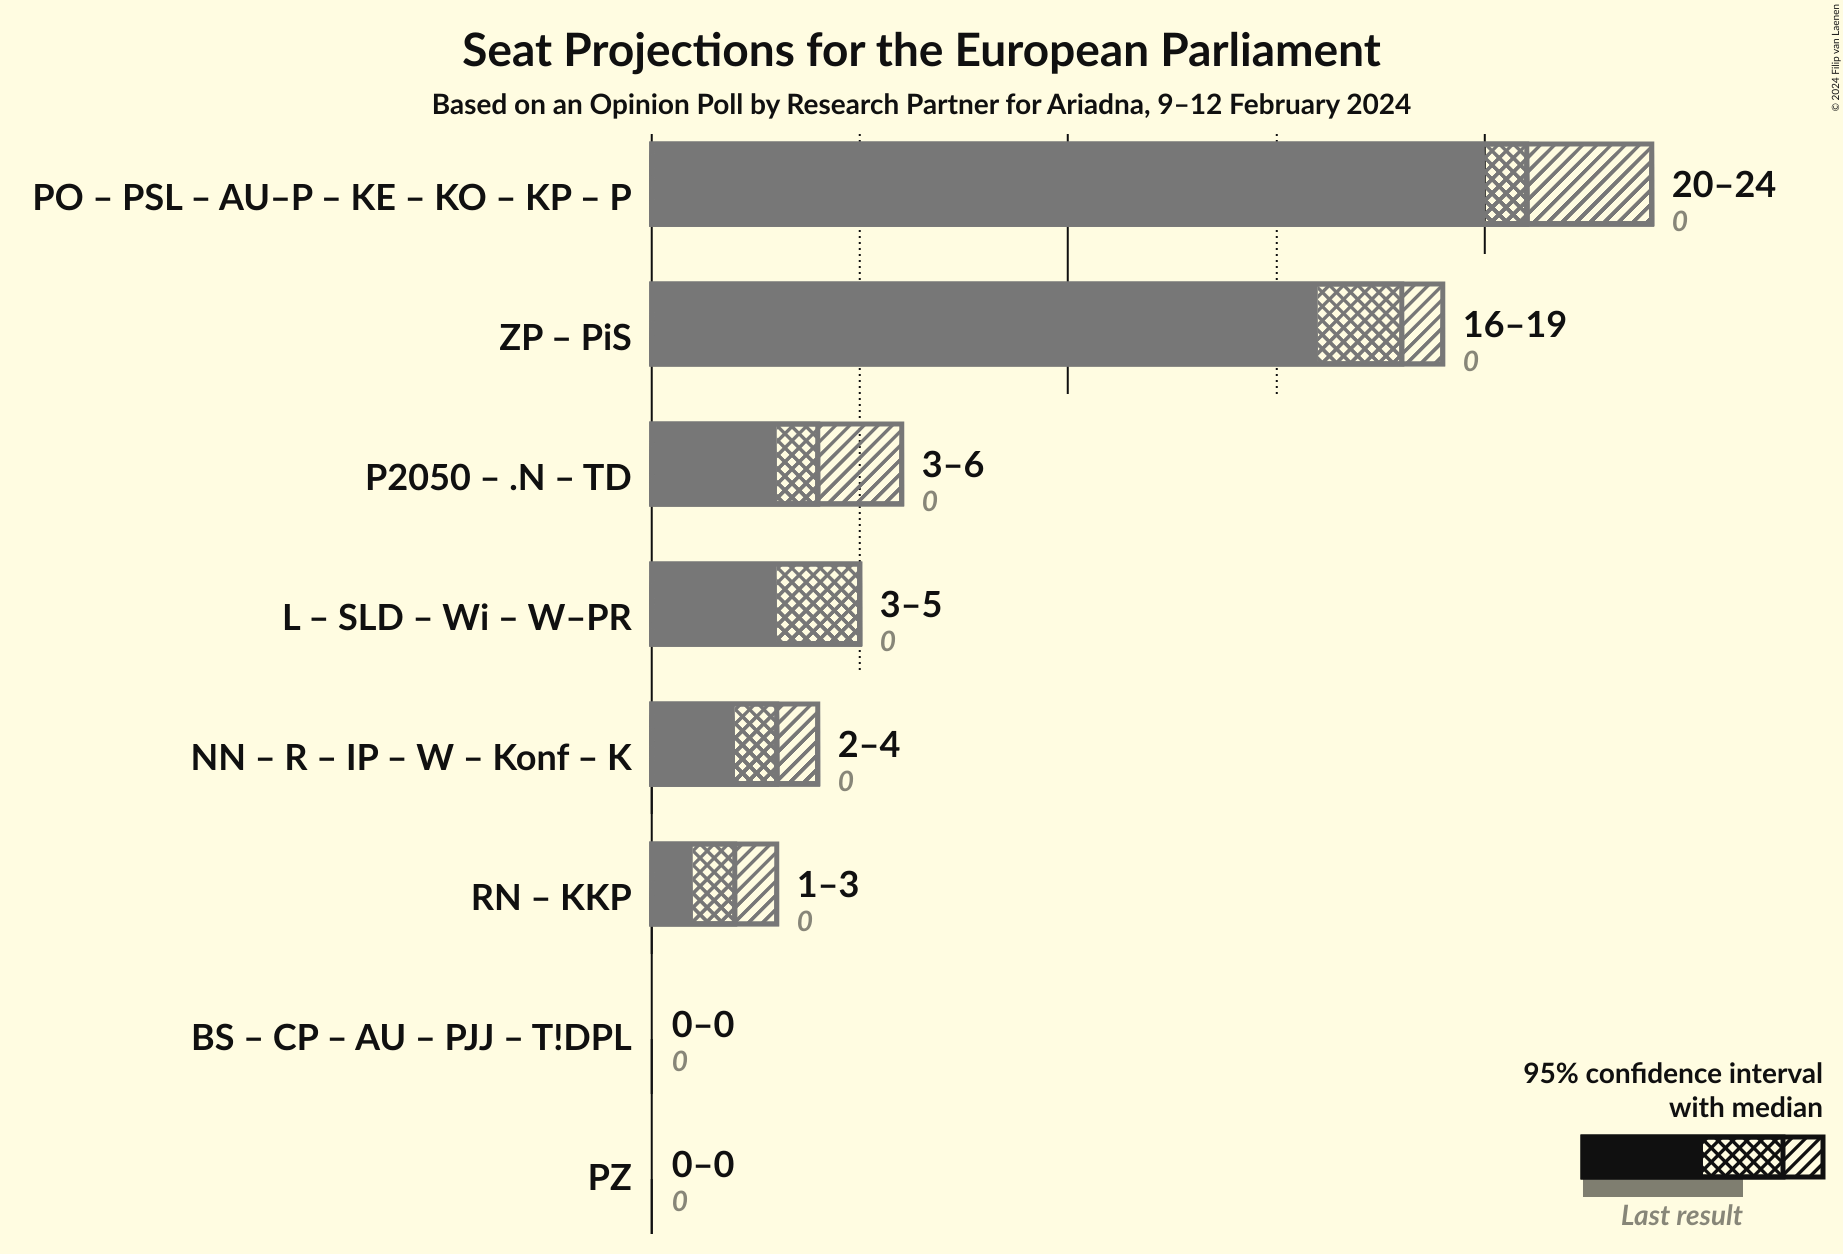 Seat Projections for the European Parliament
Based on an Opinion Poll by Research Partner for Ariadna, 9–12 February 2024
© 2024 Filip van Laenen
PO – PSL – AU–P – KE – KO – KP – P
20–24
0
ZP – PiS
16–19
0
P2050 – .N – TD
3–6
0
L – SLD – Wi – W–PR
3–5
0
NN – R – IP – W – Konf – K
2–4
0
RN – KKP
1–3
0
BS – CP – AU – PJJ – T!DPL
0–0
0
PZ
0–0
0
95% confidence interval
with median
Last result